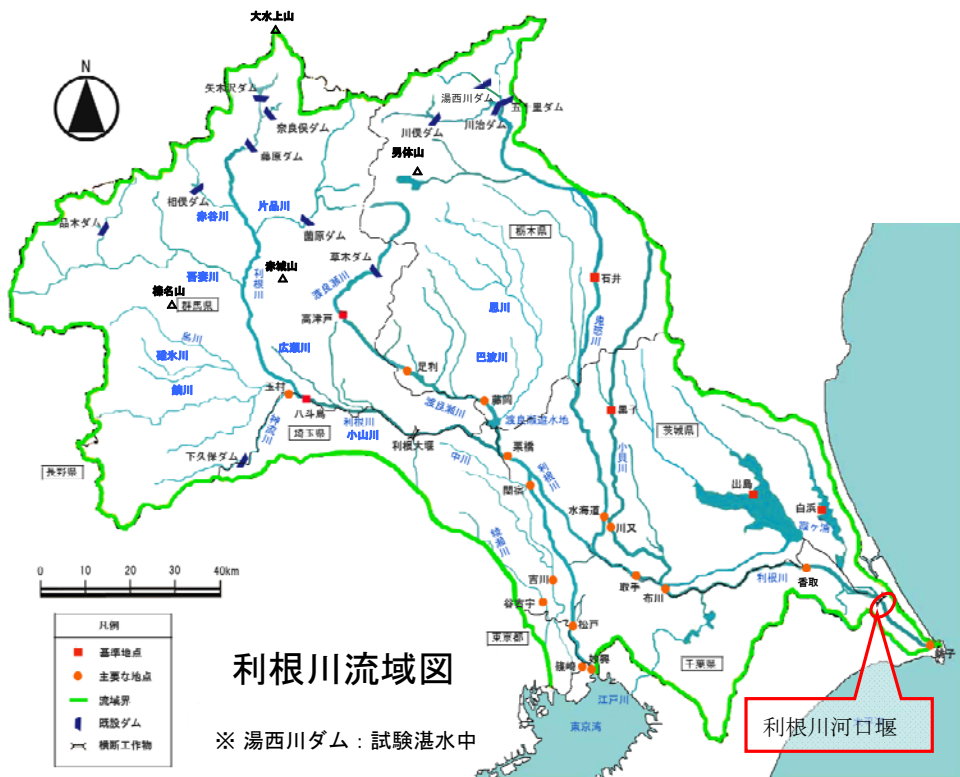 大水上山
N
矢木沢ダム
奈良俣ダム
藤原ダム
相俣ダム
赤谷川
片品川
薗原ダム
品木ダム
吾妻川
利根川
赤城山
榛名山
群馬県
草木ダム
渡良瀬川
高津戸
湯西川ダム
五十里ダム
川俣ダム
川治ダム
男体山
栃木県
石井
鬼怒川
思川
巴波川
烏川
碓氷川
鏑川
広瀬川
玉村
八斗島
神流川
下久保ダム
長野県
埼玉県
利根川
小山川
利根大堰
足利
渡良瀬川
藤岡
渡良瀬遊水地
栗橋
利根川
関宿
中川
綾瀬川
黒子
小貝川
茨城県
水海道
川又
出島
白浜
霞ヶ浦
取手
布川
利根川
香取
吉川
谷古宇
松戸
東京都
篠崎
妙典
江戸川
東京湾
千葉県
銚子
利根川河口堰
0 10 20 40km
凡例
基準地点
主要な地点
流域界
既設ダム
横断工作物
利根川流域図
※ 湯西川ダム：試験湛水中